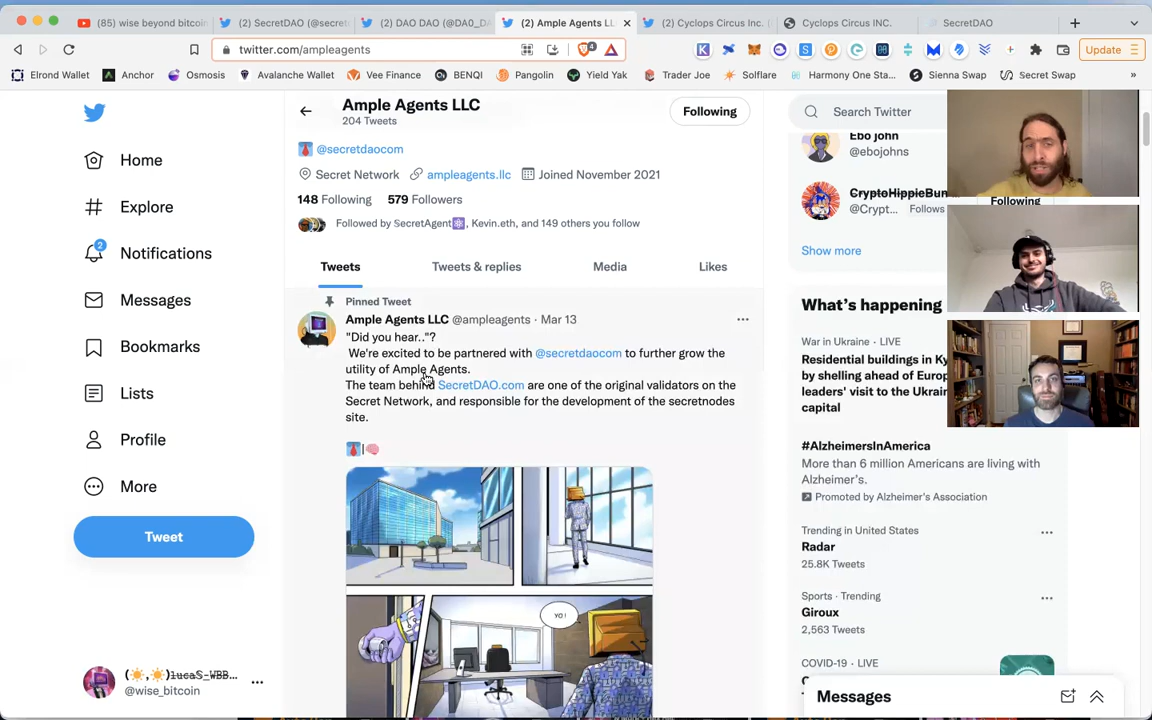 (85) wise beyond bitcoin
(2) SecretDAO (@secret
(2) DAO DAO (@DA0_DA
(2) Ample Agents LL
(2) Cyclops Circus Inc. (
Cyclops Circus INC.
SecretDAO
twitter.com/ampleagents
4
Update
Elrond Wallet
Anchor
Osmosis
Avalanche Wallet
Vee Finance
BENQI
Pangolin
Yield Yak
Trader Joe
Solflare
Harmony One Sta...
Sienna Swap
Secret Swap
Home
Explore
2
Notifications
Messages
Bookmarks
Lists
Profile
More
Tweet
1ucaS-WBB...
@wise_bitcoin
Ample Agents LLC
204 Tweets
Following
@secretdaocom
Secret Network
ampleagents.llc
Joined November 2021
148 Following
579 Followers
Followed by SecretAgent⚛, Kevin.eth, and 149 others you follow
Tweets
Tweets & replies
Media
Likes
Pinned Tweet
Ample Agents LLC @ampleagents · Mar 13
"Did you hear.."?
We're excited to be partnered with @secretdaocom to further grow the
utility of Ample Agents.
The team behind SecretDAO.com are one of the original validators on the
Secret Network, and responsible for the development of the secretnodes
site.
YO!
Search Twitter
Ebo john
@ebojohns
CryptoHippieBun
@Crypt... Follows
Following
Show more
What's happening
War in Ukraine · LIVE
Residential buildings in Ky
by shelling ahead of Europ
leaders' visit to the Ukrain
capital
#AlzheimersInAmerica
More than 6 million Americans are living with
Alzheimer's.
Promoted by Alzheimer's Association
Trending in United States
Radar
25.8K Tweets
Sports · Trending
Giroux
2,563 Tweets
COVID-19 · LIVE
Messages